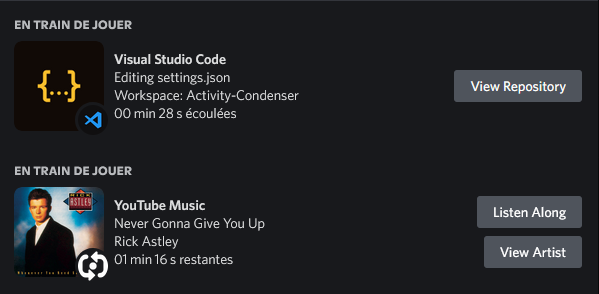 EN TRAIN DE JOUER
{...}
Visual Studio Code
Editing settings.json
Workspace: Activity-Condenser
00 min 28 s écoulées
View Repository
EN TRAIN DE JOUER
RICK
ASTLEY
YouTube Music
Never Gonna Give You Up
Rick Astley
01 min 16 s restantes
Listen Along
View Artist